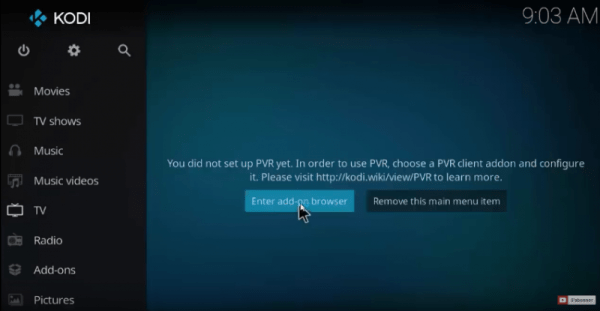 KODI
9:03 AM
Movies
TV shows
Music
Music videos
TV
Radio
Add-ons
Pictures
You did not set up PVR yet. In order to use PVR, choose a PVR client addon and configure
it. Please visit http://kodi.wiki/view/PVR to learn more.
Enter add-on browser
Remove this main menu item